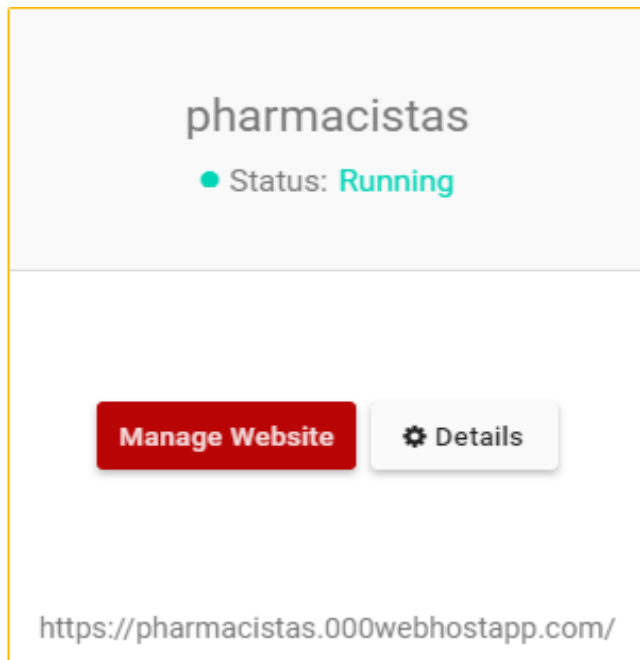 pharmacistas
Status: Running
Manage Website
Details
https://pharmacistas.000webhostapp.com/